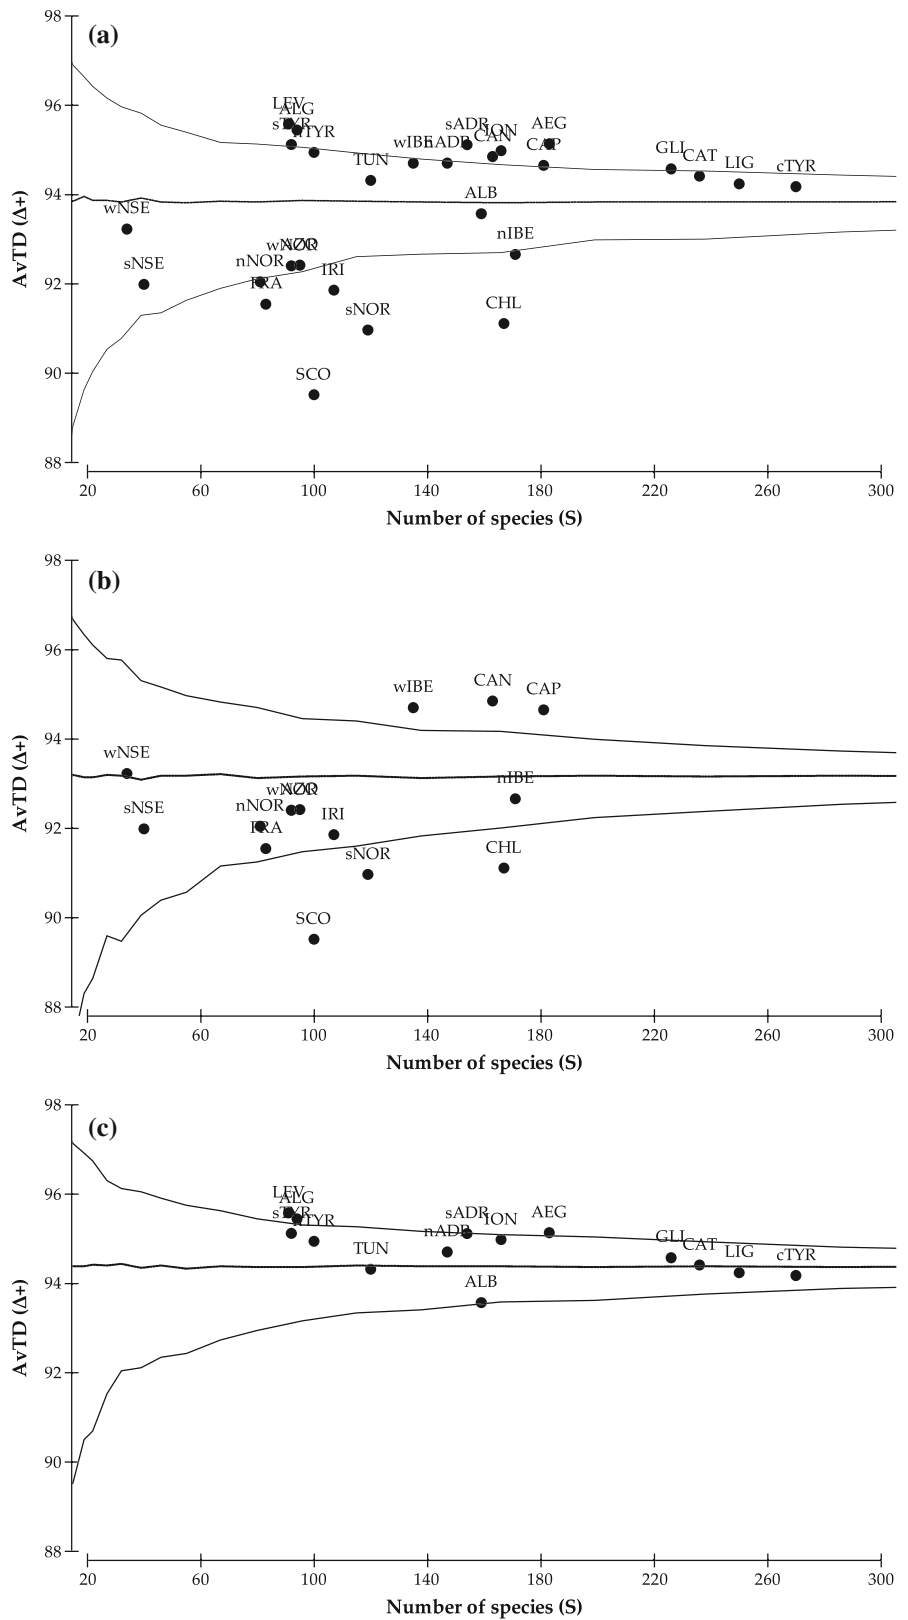 98
(a)
96
LEV
ALG
sTYR
nTYR
sADR
ION
AEG
wIBE
nADR
CAN
CAP
TUN
GLI
CAT
LIG
cTYR
94
ALB
wNSE
nIBE
wNOR
AZO
sNSE
nNOR
IRI
92
FRA
sNOR
CHL
90
SCO
88
AvTD (Δ+)
20 60 100 140 180 220 260 300
Number of species (S)
98
(b)
96
wIBE
CAN
CAP
94
wNSE
nIBE
wNOR
AZO
sNSE
nNOR
IRI
92
FRA
sNOR
CHL
90
SCO
88
AvTD (Δ+)
20 60 100 140 180 220 260 300
Number of species (S)
98
(c)
96
LEV
ALG
sTYR
nTYR
sADR
ION
AEG
nADR
TUN
GLI
CAT
LIG
cTYR
94
ALB
92
90
88
AvTD (Δ+)
20 60 100 140 180 220 260 300
Number of species (S)